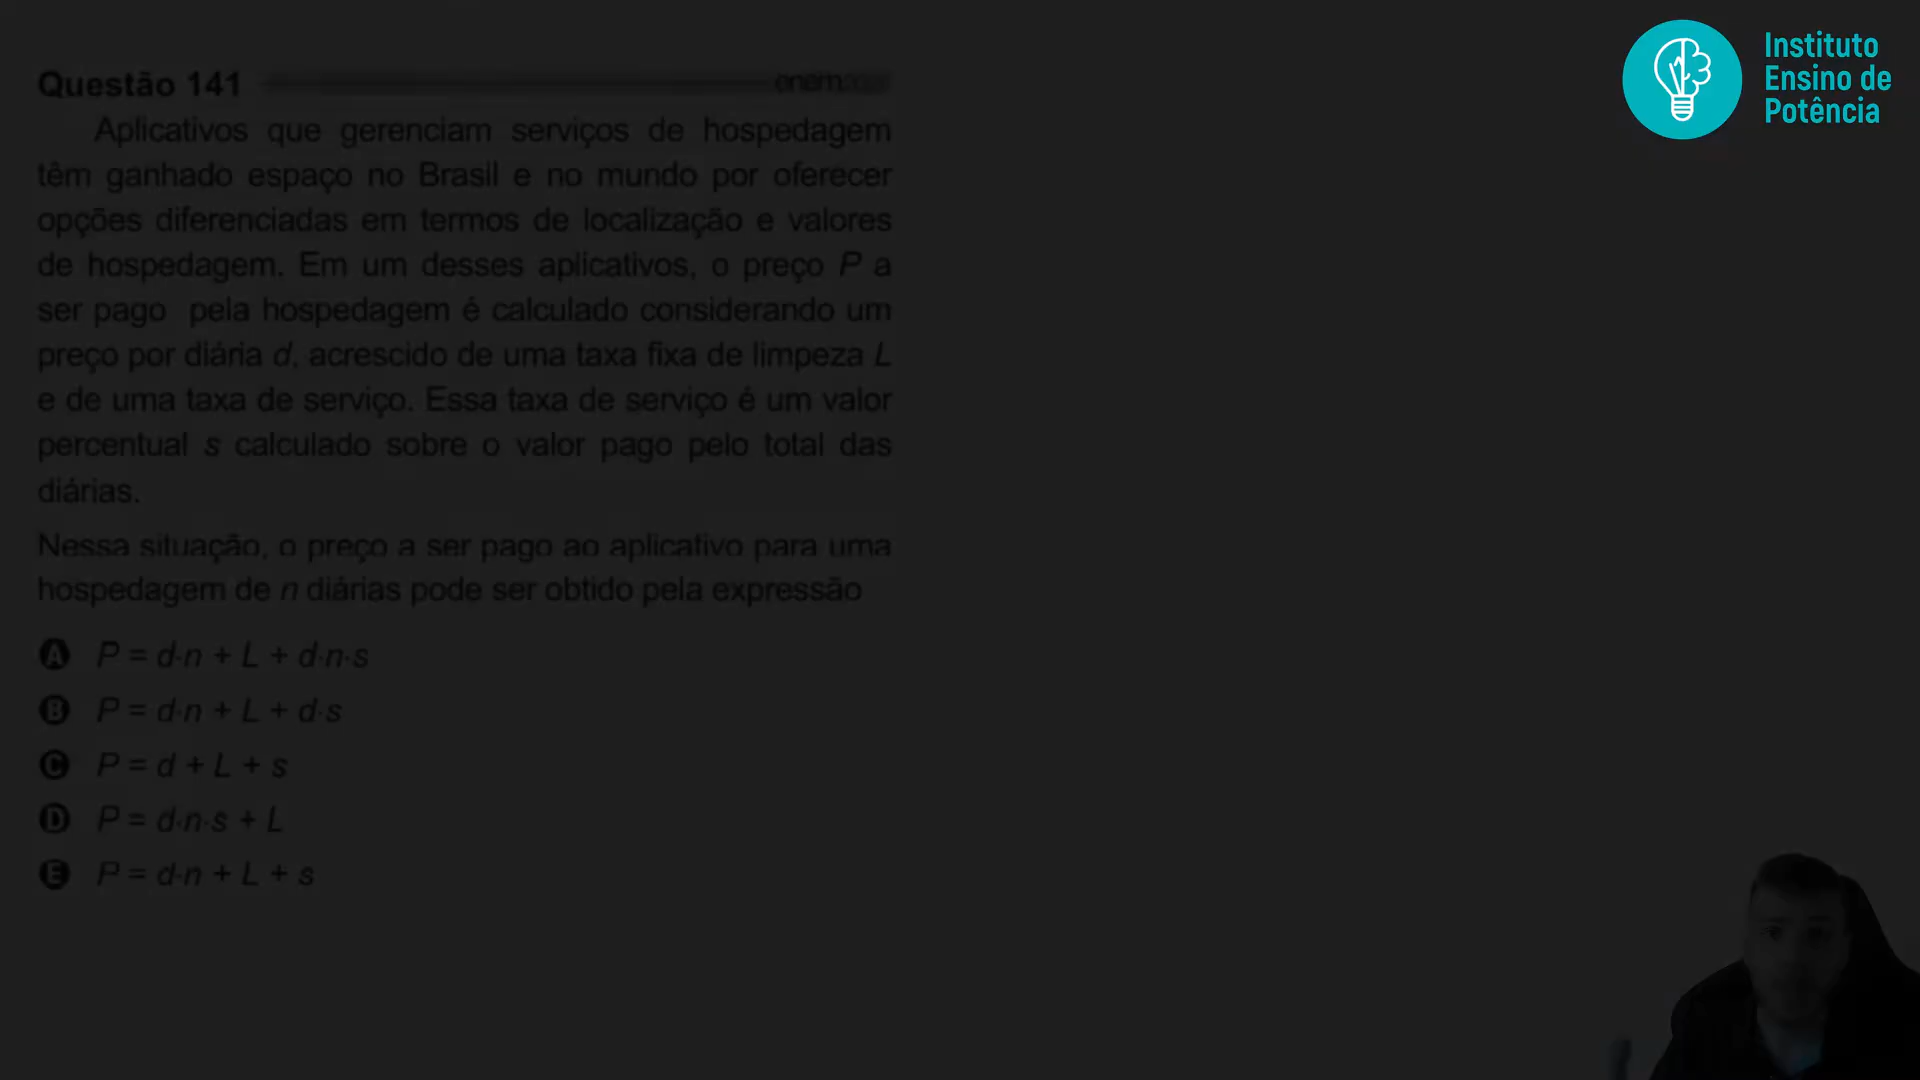 Instituto
Ensino de
Potência
Questão 141
Aplicativos que gerenciam serviços de hospedagem
têm ganhado espaço no Brasil e no mundo por oferecer
opções diferenciadas em termos de localização e valores
de hospedagem. Em um desses aplicativos, o preço P a
ser pago pela hospedagem é calculado considerando um
preço por diária d, acrescido de uma taxa fixa de limpeza L
e de uma taxa de serviço. Essa taxa de serviço é um valor
percentual s calculado sobre o valor pago pelo total das
diárias.
Nessa situação, o preço a ser pago ao aplicativo para uma
hospedagem de n diárias pode ser obtido pela expressão
A P = d·n + L + d·n·s
B P = d·n + L + d·s
C P = d + L + s
D P = d·n·s + L
E P = d·n + L + s